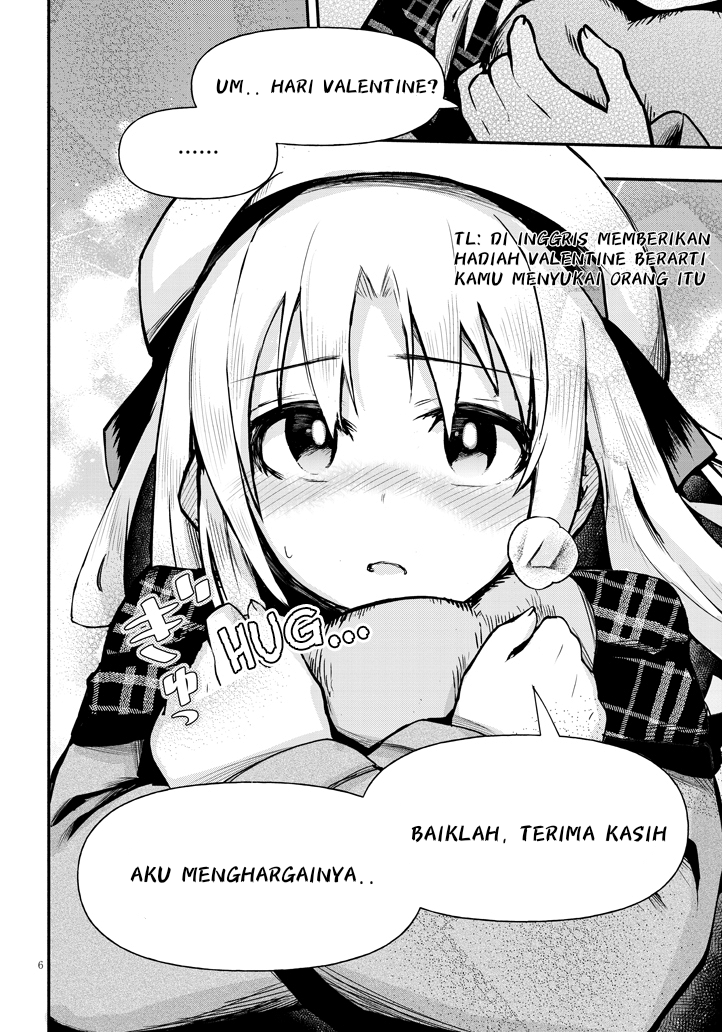 UM.. HARI VALENTINE?
......
TL: DI INGGRIS MEMBERIKAN
HADIAH VALENTINE BERARTI
KAMU MENYUKAI ORANG ITU
ぎゅっ
HUG...
BAIKLAH, TERIMA KASIH
AKU MENGHARGAINYA..
6